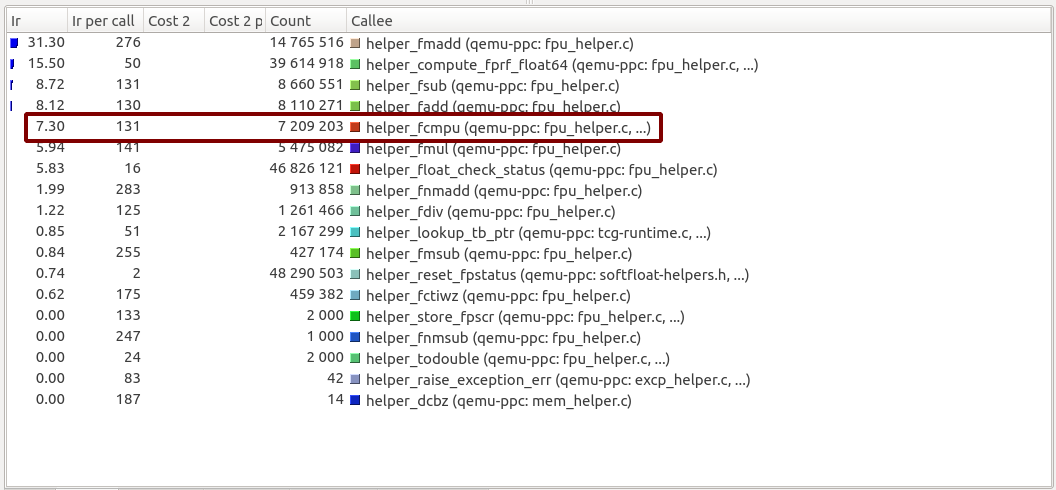 Ir Ir per call Cost 2 Cost 2 p Count Callee
31.30 276 14 765 516 helper_fmadd (qemu-ppc: fpu_helper.c)
15.50 50 39 614 918 helper_compute_fprf_float64 (qemu-ppc: fpu_helper.c, ...)
8.72 131 8 660 551 helper_fsub (qemu-ppc: fpu_helper.c)
8.12 130 8 110 271 helper_fadd (qemu-ppc: fpu_helper.c)
7.30 131 7 209 203 helper_fcmpu (qemu-ppc: fpu_helper.c, ...)
5.94 141 5 475 082 helper_fmul (qemu-ppc: fpu_helper.c)
5.83 16 46 826 121 helper_float_check_status (qemu-ppc: fpu_helper.c)
1.99 283 913 858 helper_fnmadd (qemu-ppc: fpu_helper.c)
1.22 125 1 261 466 helper_fdiv (qemu-ppc: fpu_helper.c)
0.85 51 2 167 299 helper_lookup_tb_ptr (qemu-ppc: tcg-runtime.c, ...)
0.84 255 427 174 helper_fmsub (qemu-ppc: fpu_helper.c)
0.74 2 48 290 503 helper_reset_fpstatus (qemu-ppc: softfloat-helpers.h, ...)
0.62 175 459 382 helper_fctiwz (qemu-ppc: fpu_helper.c)
0.00 133 2 000 helper_store_fpscr (qemu-ppc: fpu_helper.c, ...)
0.00 247 1 000 helper_fnmsub (qemu-ppc: fpu_helper.c)
0.00 24 2 000 helper_todouble (qemu-ppc: fpu_helper.c, ...)
0.00 83 42 helper_raise_exception_err (qemu-ppc: excp_helper.c, ...)
0.00 187 14 helper_dcbz (qemu-ppc: mem_helper.c)